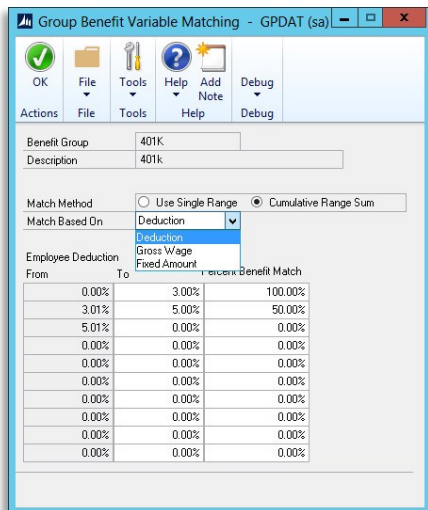 Group Benefit Variable Matching - GPDAT (sa)
OK File Tools Help Add Note Debug
Actions File Tools Help Debug
Benefit Group 401K
Description 401k
Match Method Use Single Range Cumulative Range Sum
Match Based On Deduction
Deduction
Gross Wage
Fixed Amount
Employee Deduction
From To Percent Benefit Match
0.00% 3.00% 100.00%
3.01% 5.00% 50.00%
5.01% 0.00% 0.00%
0.00% 0.00% 0.00%
0.00% 0.00% 0.00%
0.00% 0.00% 0.00%
0.00% 0.00% 0.00%
0.00% 0.00% 0.00%
0.00% 0.00% 0.00%
0.00% 0.00% 0.00%